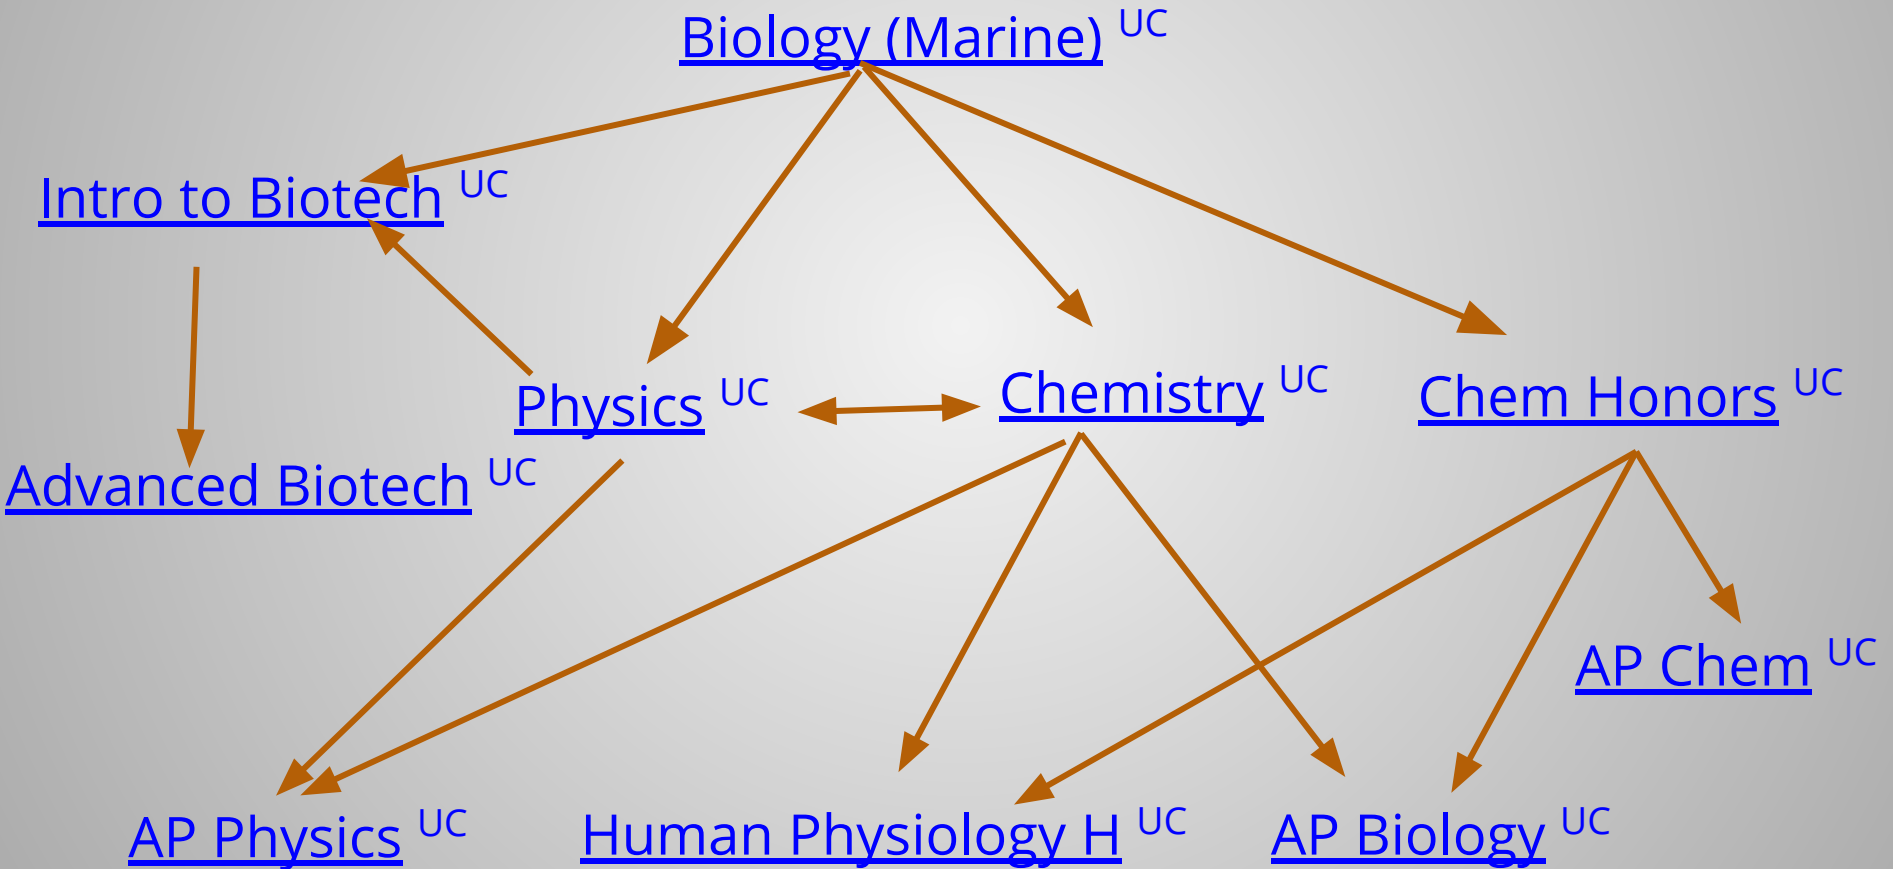 Biology (Marine) UC
Intro to Biotech UC
Physics UC
Chemistry UC
Chem Honors UC
Advanced Biotech UC
AP Chem UC
AP Physics UC
Human Physiology H UC
AP Biology UC